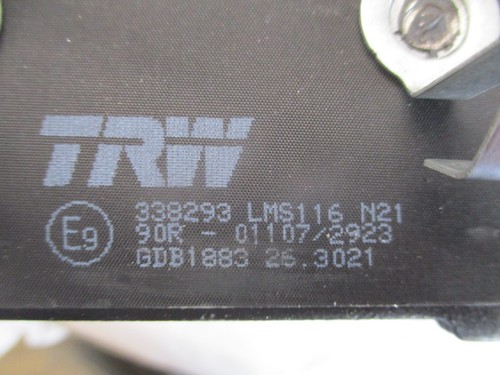 TRW
338293 LMS116 N21
E9 90R - 01107/2923
GDB1883 26.3021